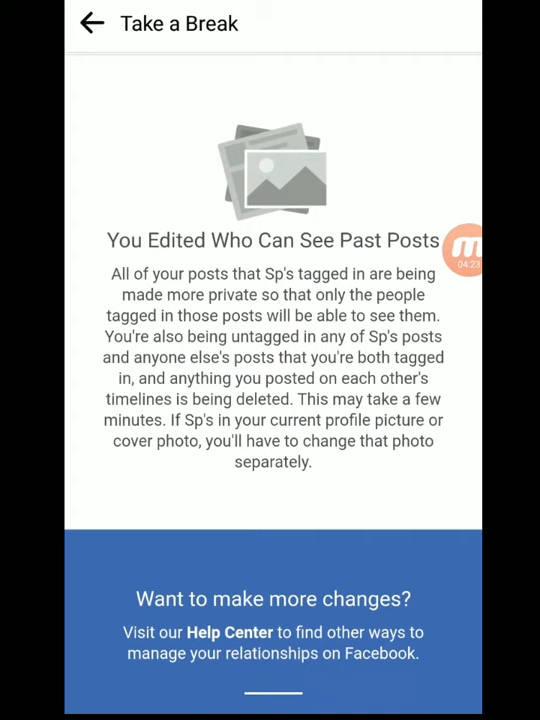 Take a Break
You Edited Who Can See Past Posts
All of your posts that Sp's tagged in are being
made more private so that only the people
tagged in those posts will be able to see them.
You're also being untagged in any of Sp's posts
and anyone else's posts that you're both tagged
in, and anything you posted on each other's
timelines is being deleted. This may take a few
minutes. If Sp's in your current profile picture or
cover photo, you'll have to change that photo
separately.
04:23
Want to make more changes?
Visit our Help Center to find other ways to
manage your relationships on Facebook.